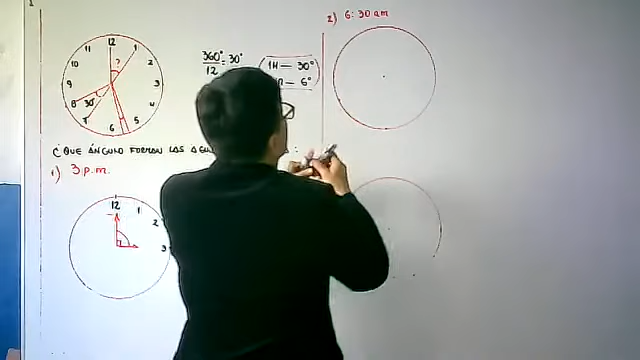 12
11 1
10 ? 2
9 3
8 30° 4
7 5
6
360° = 30°
12
1H — 30°
— 6°
¿QUE ÁNGULO FORMAN LAS
1) 3 p.m.
12
1
2
3
2) 6:30 am